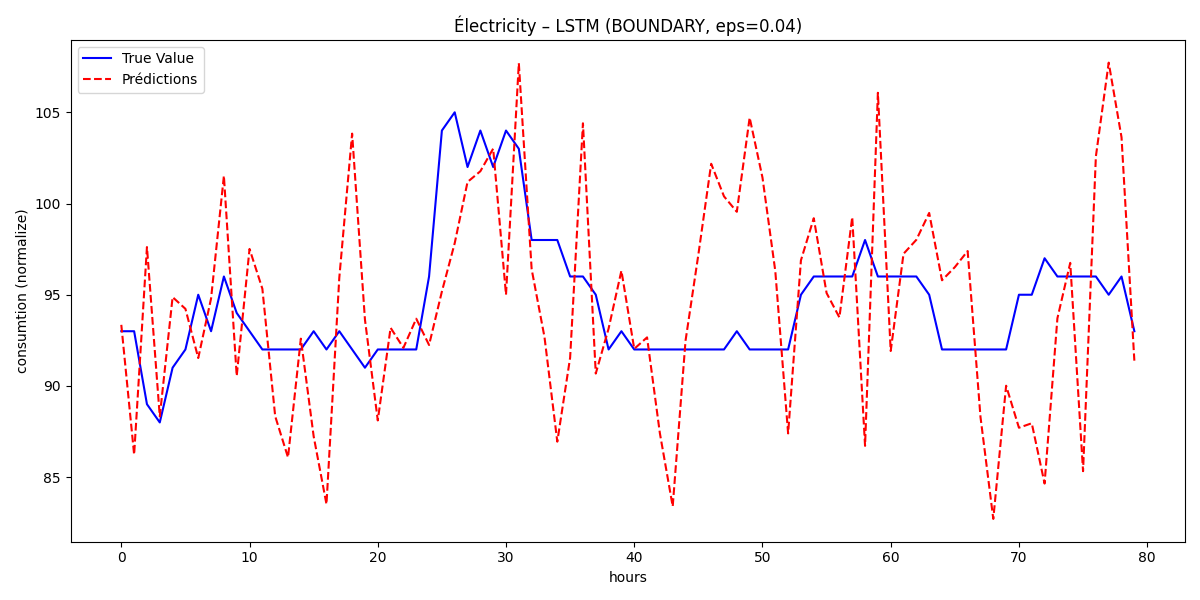 Électricity – LSTM (BOUNDARY, eps=0.04)
True Value
Prédictions
consumtion (normalize)
105
100
95
90
85
0 10 20 30 40 50 60 70 80
hours